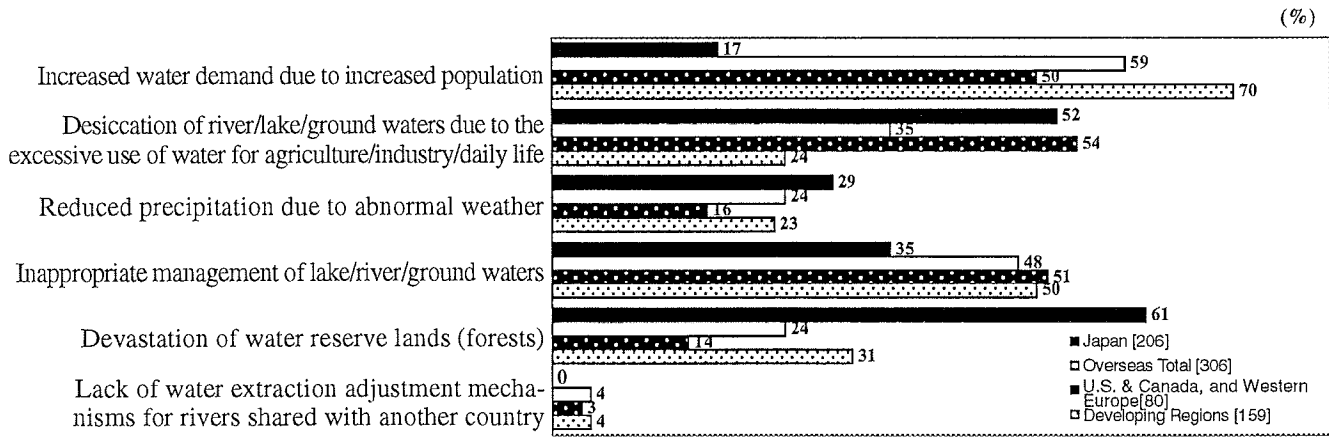 (%)
Increased water demand due to increased population
17
59
50
70
Desiccation of river/lake/ground waters due to the
excessive use of water for agriculture/industry/daily life
52
35
54
24
Reduced precipitation due to abnormal weather
29
24
16
23
Inappropriate management of lake/river/ground waters
35
48
51
50
Devastation of water reserve lands (forests)
61
24
14
31
Lack of water extraction adjustment mecha-
nisms for rivers shared with another country
0
4
3
4
Japan [206]
Overseas Total [306]
U.S. & Canada, and Western
Europe[80]
Developing Regions [159]